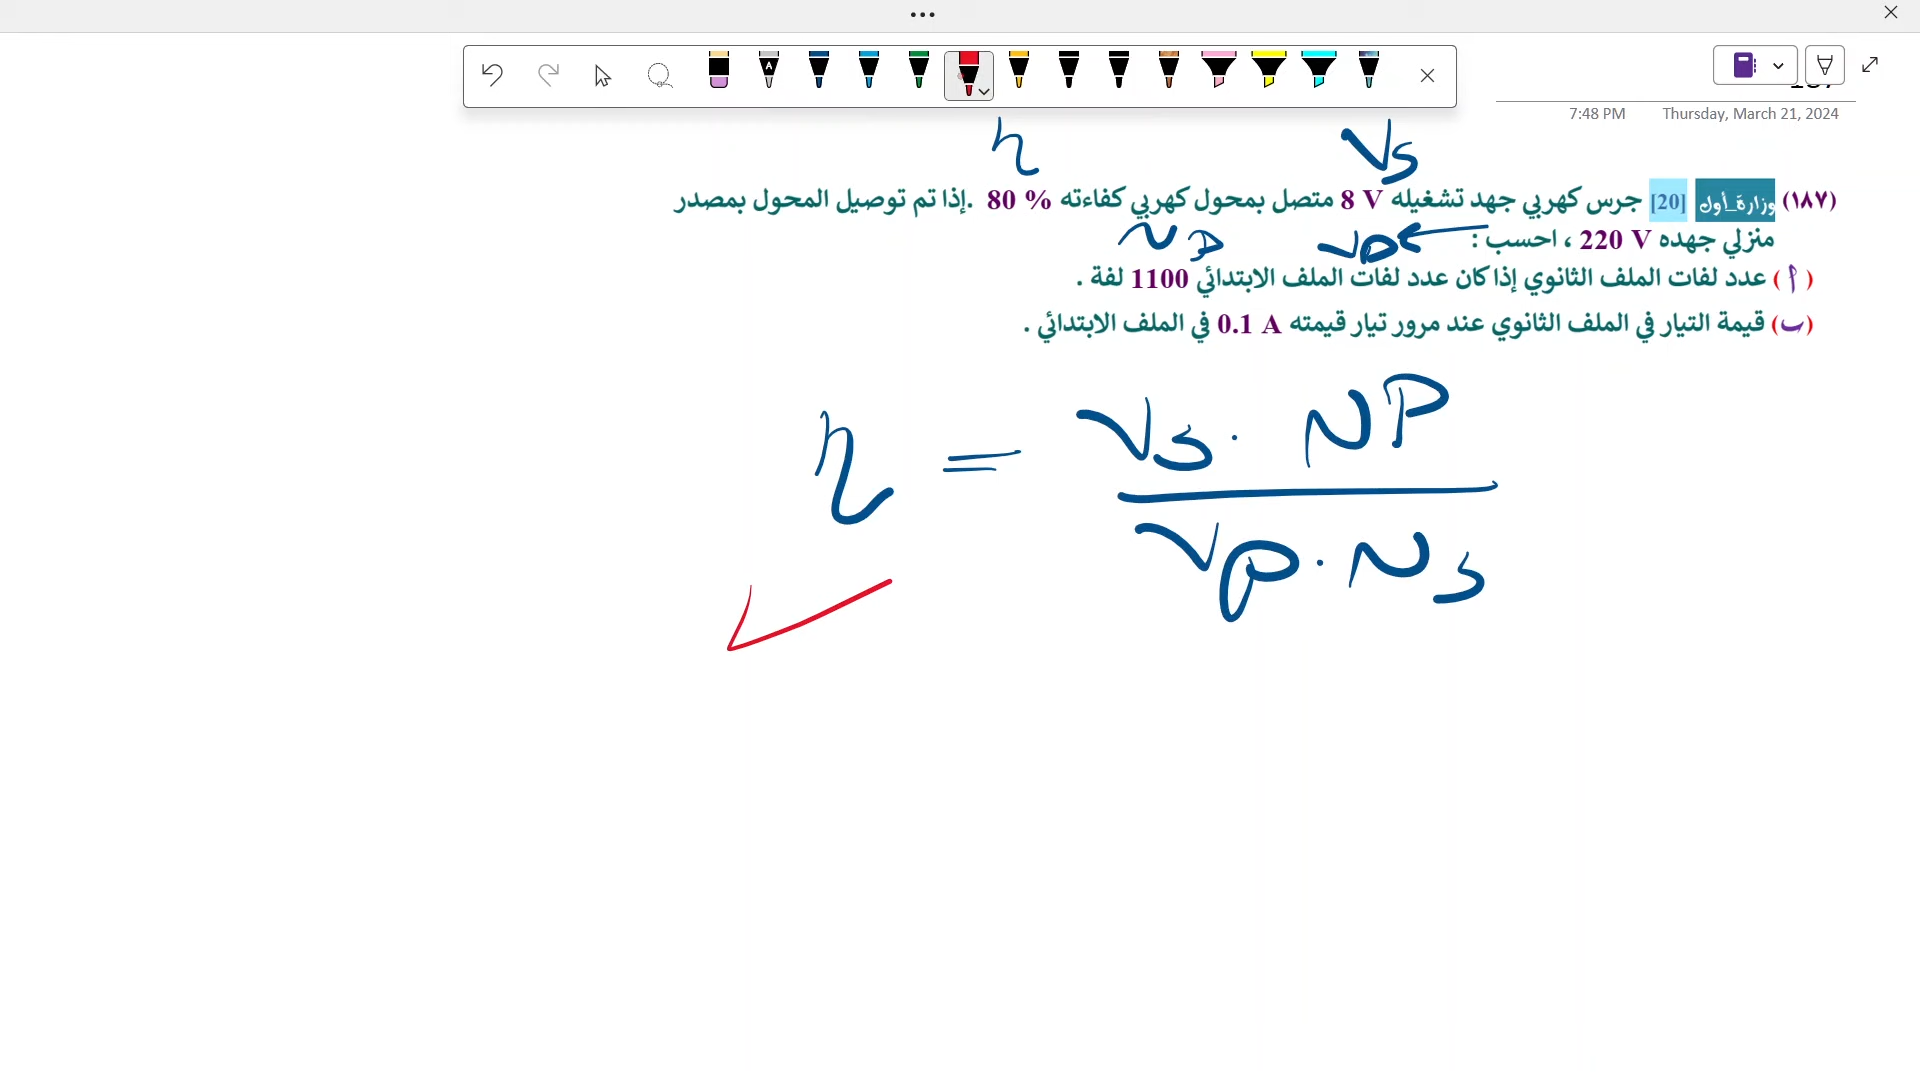 7:48 PM Thursday, March 21, 2024
η Vs
(١٨٧) وزارة_أول [20] جرس كهربي جهد تشغيله 8 V متصل بمحول كهربي كفاءته 80 % .إذا تم توصيل المحول بمصدر
منزلي جهده 220 V ، احسب :
Vp
Np
(أ) عدد لفات الملف الثانوي إذا كان عدد لفات الملف الابتدائي 1100 لفة .
(ب) قيمة التيار في الملف الثانوي عند مرور تيار قيمته 0.1 A في الملف الابتدائي .
η = Vs . NP
Vp . Ns